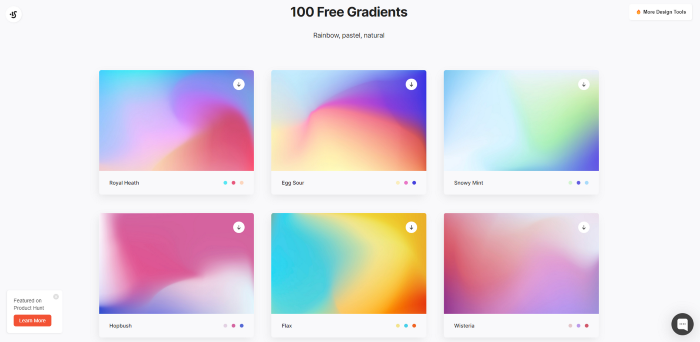 100 Free Gradients
More Design Tools
Rainbow, pastel, natural
Royal Heath
Egg Sour
Snowy Mint
Hopbush
Flax
Wisteria
Featured on
Product Hunt
Learn More